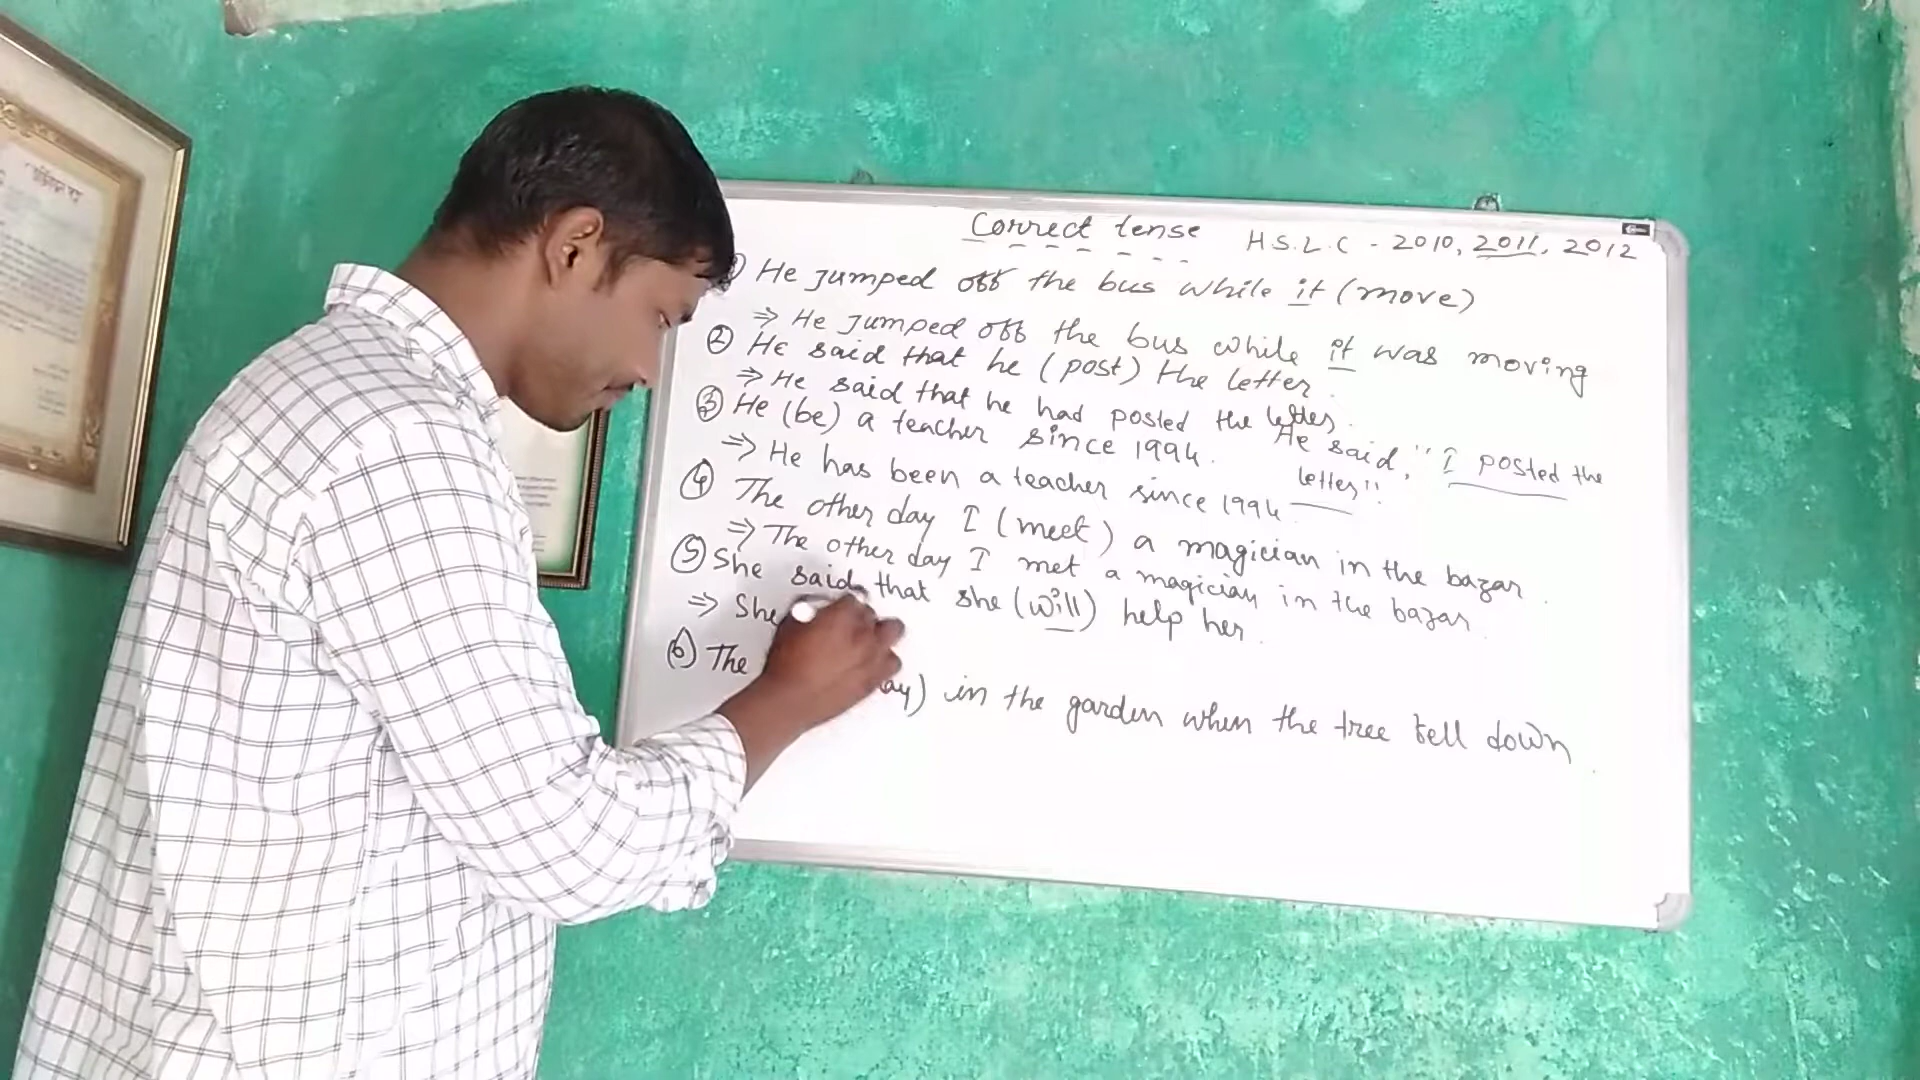 Correct tense H.S.L.C - 2010, 2011, 2012
He jumped off the bus while it (move)
⇒ He jumped off the bus while it was moving
② He said that he (post) the letter.
⇒ He said that he had posted the letter.
③ He (be) a teacher since 1994.
He said, "I posted the
letter".
⇒ He has been a teacher since 1994
④ The other day I (meet) a magician in the bazar.
⇒ The other day I met a magician in the bazar.
⑤ She said that she (will) help her.
⇒ She
⑥ The ay) in the garden when the tree fell down.